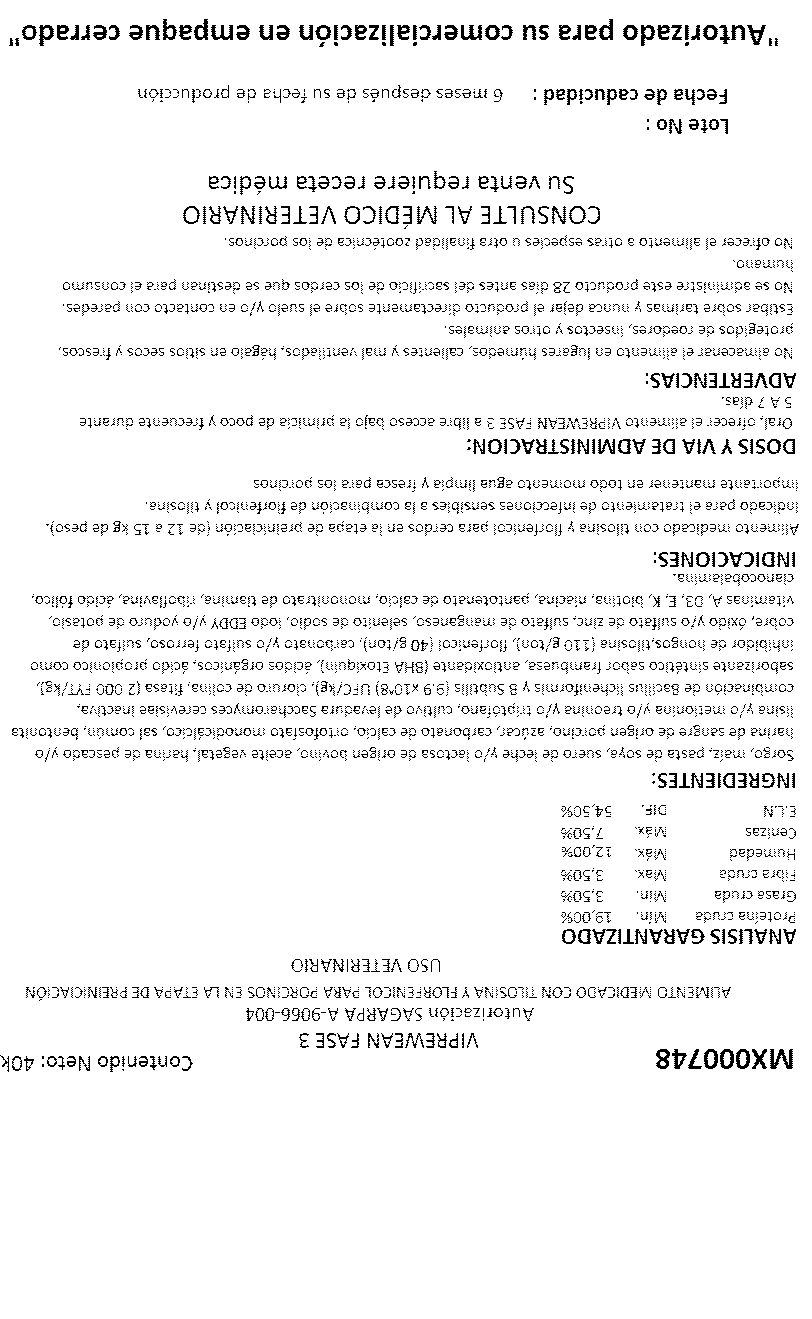 MX000748
Contenido Neto: 40k
VIPREWEAN FASE 3
Autorización SAGARPA A-9066-004
ALIMENTO MEDICADO CON TILOSINA Y FLORFENICOL PARA PORCINOS EN LA ETAPA DE PREINICIACIÓN
USO VETERINARIO
ANALISIS GARANTIZADO
Proteína cruda Mín. 19,00%
Grasa cruda Mín. 3,50%
Fibra cruda Máx. 3,50%
Humedad Máx. 12,00%
Cenizas Máx. 7,50%
E.L.N DIF. 54,50%
INGREDIENTES:
Sorgo, maíz, pasta de soya, suero de leche y/o lactosa de origen bovino, aceite vegetal, harina de pescado y/o
harina de sangre de origen porcino, azúcar, carbonato de calcio, ortofosfato monodicálcico, sal común, bentonita
lisina y/o metionina y/o treonina y/o triptófano, cultivo de levadura Saccharomyces cerevisiae inactiva,
combinación de Bacillus licheniformis y B Subtilis (9.9 x10^8) UFC/kg), cloruro de colina, fitasa (2 000 FYT/kg),
saborizante sintético sabor frambuesa, antioxidante (BHA Etoxiquin), ácidos orgánicos, ácido propionico como
inhibidor de hongos,tilosina (110 g/ton), florfenicol (40 g/ton), carbonato y/o sulfato ferroso, sulfato de
cobre, óxido y/o sulfato de zinc, sulfato de manganeso, selenito de sodio, iodo EDDY y/o yoduro de potasio,
vitaminas A, D3, E, K, biotina, niacina, pantotenato de calcio, mononitrato de tiamina, riboflavina, ácido fólico,
cianocobalamina.
INDICACIONES:
Alimento medicado con tilosina y florfenicol para cerdos en la etapa de preiniciación (de 12 a 15 kg de peso).
Indicado para el tratamiento de infecciones sensibles a la combinación de florfenicol y tilosina.
Importante mantener en todo momento agua limpia y fresca para los porcinos
DOSIS Y VIA DE ADMINISTRACION:
Oral, ofrecer el alimento VIPREWEAN FASE 3 a libre acceso bajo la primicia de poco y frecuente durante
5 A 7 días.
ADVERTENCIAS:
No almacenar el alimento en lugares húmedos, calientes y mal ventilados, hágalo en sitios secos y frescos,
protegidos de roedores, insectos y otros animales.
Estibar sobre tarimas y nunca dejar el producto directamente sobre el suelo y/o en contacto con paredes.
No se administre este producto 28 días antes del sacrificio de los cerdos que se destinan para el consumo
humano.
No ofrecer el alimento a otras especies u otra finalidad zootécnica de los porcinos.
CONSULTE AL MÉDICO VETERINARIO
Su venta requiere receta médica
Lote No :
Fecha de caducidad : 6 meses después de su fecha de producción
"Autorizado para su comercialización en empaque cerrado"